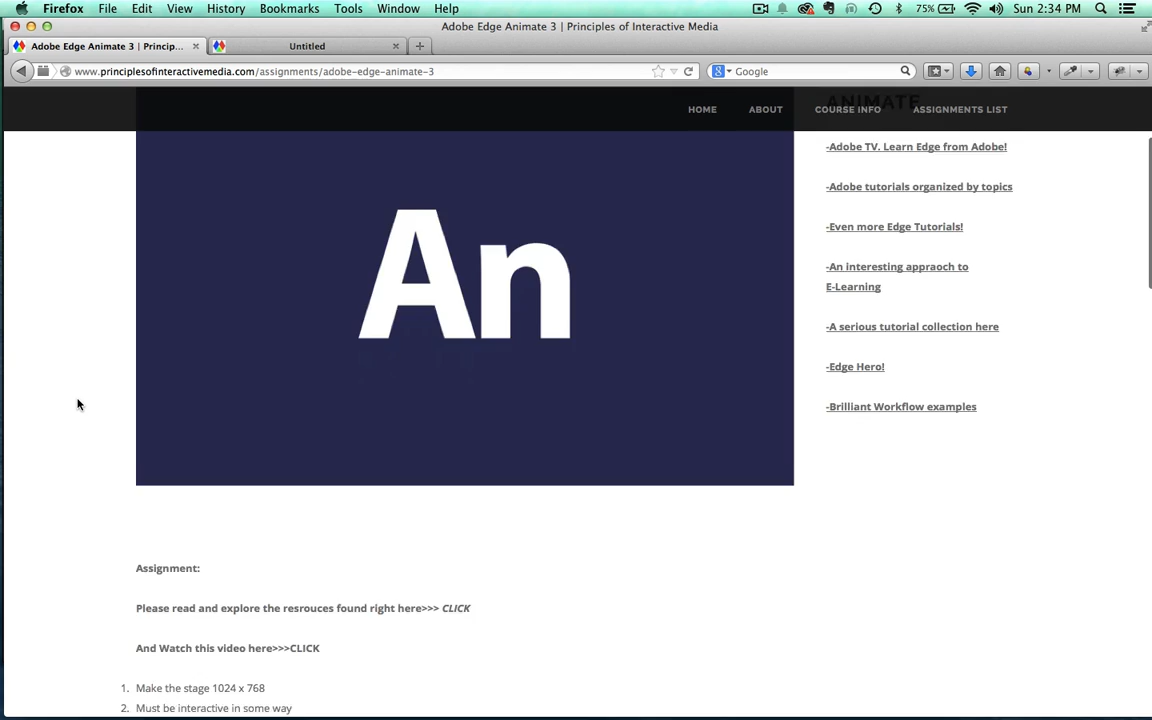 Firefox File Edit View History Bookmarks Tools Window Help 75% Sun 2:34 PM
Adobe Edge Animate 3 | Principles of Interactive Media
Adobe Edge Animate 3 | Princip... Untitled
www.principlesofinteractivemedia.com/assignments/adobe-edge-animate-3 Google
ANIMATE
HOME ABOUT COURSE INFO ASSIGNMENTS LIST
-Adobe TV. Learn Edge from Adobe!
-Adobe tutorials organized by topics
-Even more Edge Tutorials!
-An interesting appraoch to
E-Learning
-A serious tutorial collection here
-Edge Hero!
-Brilliant Workflow examples
An
Assignment:
Please read and explore the resrouces found right here>>> CLICK
And Watch this video here>>>CLICK
1. Make the stage 1024 x 768
2. Must be interactive in some way